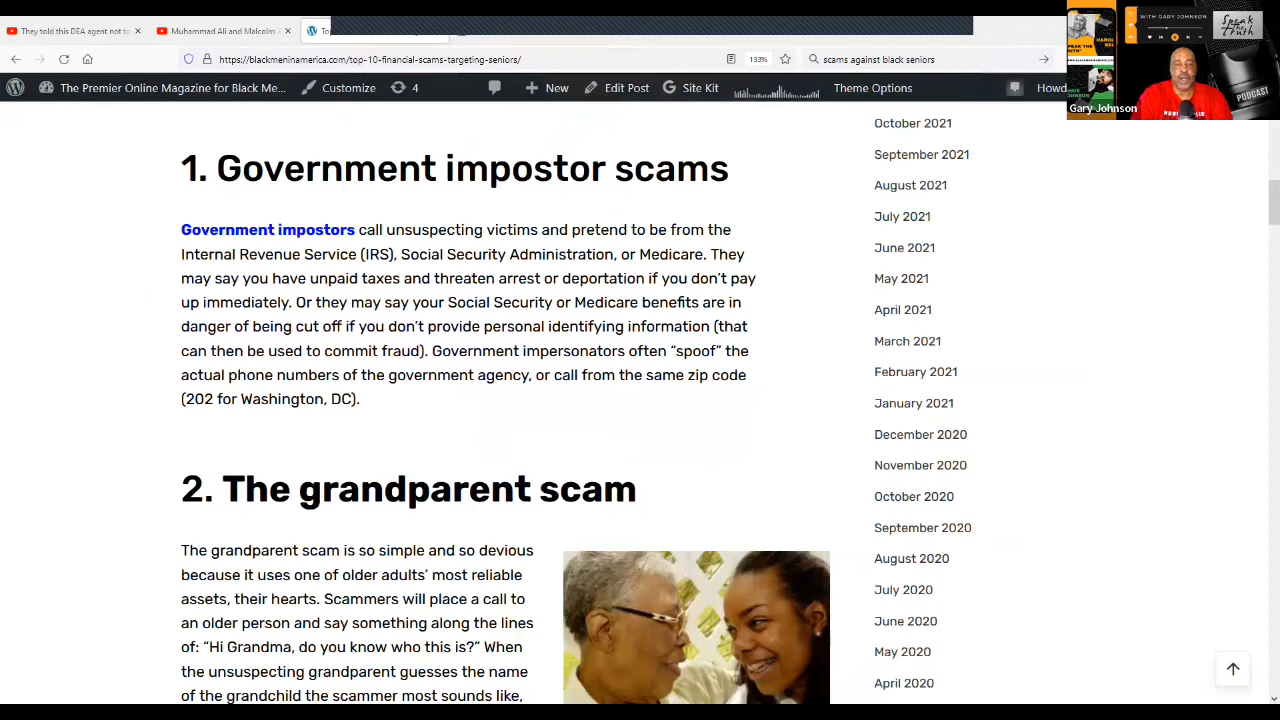 They told this DEA agent not to
Muhammad Ali and Malcolm
To
https://blackmeninamerica.com/top-10-financial-scams-targeting-seniors/
133%
scams against black seniors
The Premier Online Magazine for Black Me...
Customize
4
New
Edit Post
Site Kit
Theme Options
Howd
WITH GARY JOHNSON
Speak the Truth
PODCAST
Gary Johnson
1. Government impostor scams
Government impostors call unsuspecting victims and pretend to be from the
Internal Revenue Service (IRS), Social Security Administration, or Medicare. They
may say you have unpaid taxes and threaten arrest or deportation if you don’t pay
up immediately. Or they may say your Social Security or Medicare benefits are in
danger of being cut off if you don’t provide personal identifying information (that
can then be used to commit fraud). Government impersonators often “spoof” the
actual phone numbers of the government agency, or call from the same zip code
(202 for Washington, DC).
2. The grandparent scam
The grandparent scam is so simple and so devious
because it uses one of older adults’ most reliable
assets, their hearts. Scammers will place a call to
an older person and say something along the lines
of: “Hi Grandma, do you know who this is?” When
the unsuspecting grandparent guesses the name
of the grandchild the scammer most sounds like,
October 2021
September 2021
August 2021
July 2021
June 2021
May 2021
April 2021
March 2021
February 2021
January 2021
December 2020
November 2020
October 2020
September 2020
August 2020
July 2020
June 2020
May 2020
April 2020